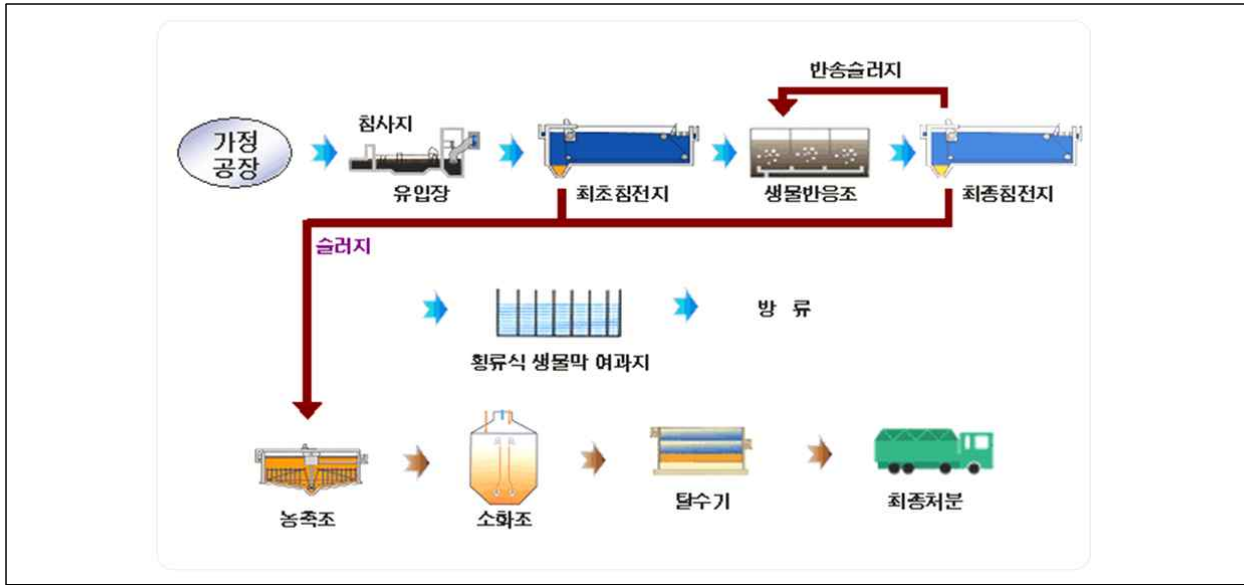 반송슬러지
가정
공장
침사지
유입장
최초침전지
생물반응조
최종침전지
슬러지
방 류
횡류식 생물막 여과지
농축조
소화조
탈수기
최종처분